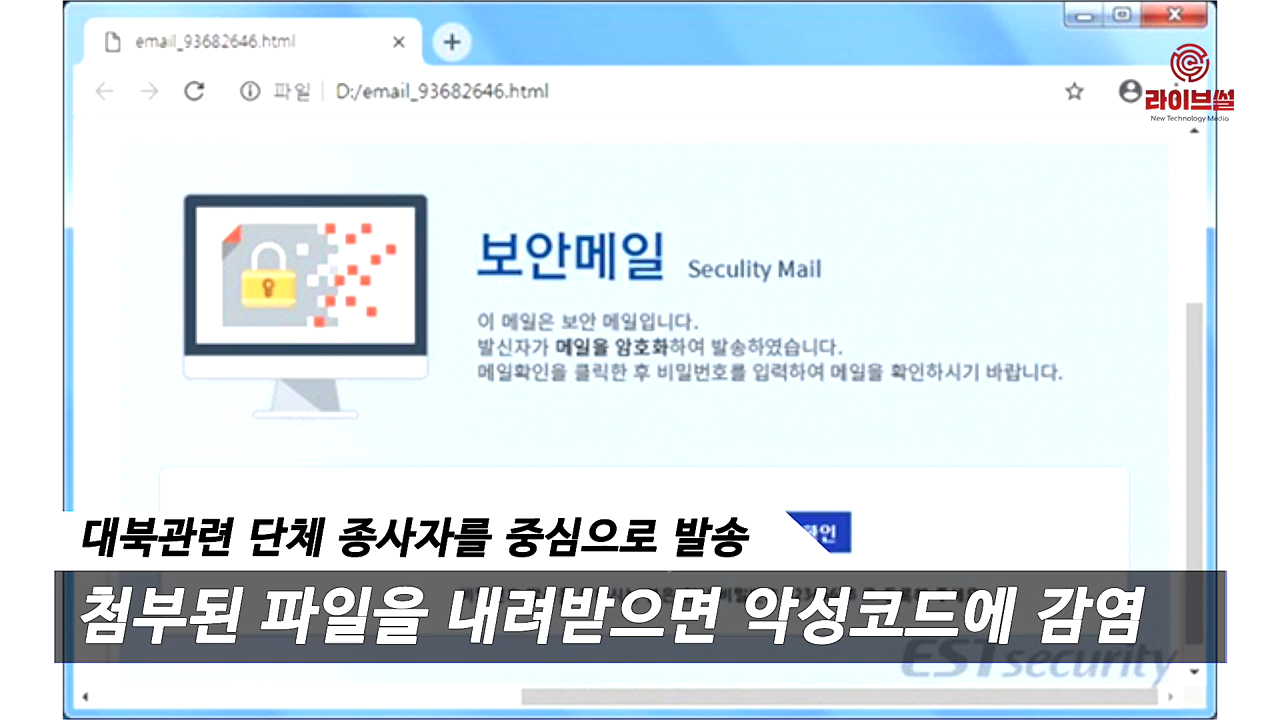 email_93682646.html
파일
D:/email_93682646.html
라이브썰
New Technology Media
보안메일
Seculity Mail
이 메일은 보안 메일입니다.
발신자가 메일을 암호화하여 발송하였습니다.
메일확인을 클릭한 후 비밀번호를 입력하여 메일을 확인하시기 바랍니다.
대북관련 단체 종사자를 중심으로 발송
첨부된 파일을 내려받으면 악성코드에 감염
ESTsecurity